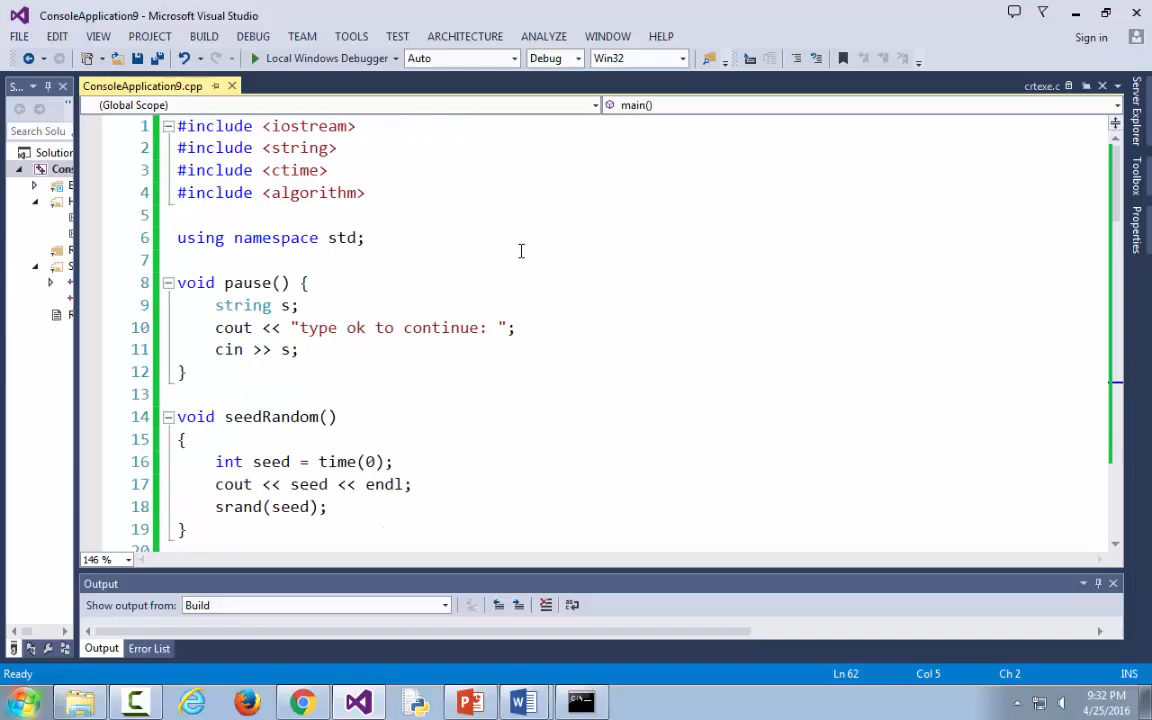 ConsoleApplication9 - Microsoft Visual Studio
FILE EDIT VIEW PROJECT BUILD DEBUG TEAM TOOLS TEST ARCHITECTURE ANALYZE WINDOW HELP
Sign in
Local Windows Debugger Auto Debug Win32
S... ConsoleApplication9.cpp crtexe.c
(Global Scope) main()
Search Solu
Solution
Cons
1 #include <iostream>
2 #include <string>
3 #include <ctime>
4 #include <algorithm>
5
6 using namespace std;
7
8 void pause() {
9 string s;
10 cout << "type ok to continue: ";
11 cin >> s;
12 }
13
14 void seedRandom()
15 {
16 int seed = time(0);
17 cout << seed << endl;
18 srand(seed);
19 }
20
146 %
Server Explorer
Toolbox
Properties
Output
Show output from: Build
Output Error List
Ready Ln 62 Col 5 Ch 2 INS
9:32 PM
4/25/2016